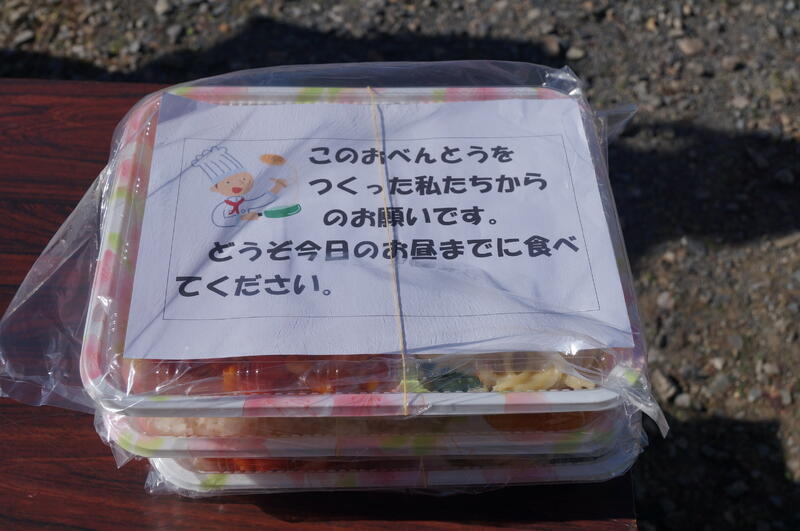 このおべんとうを
つくった私たちから
のお願いです。
どうぞ今日のお昼までに食べ
てください。